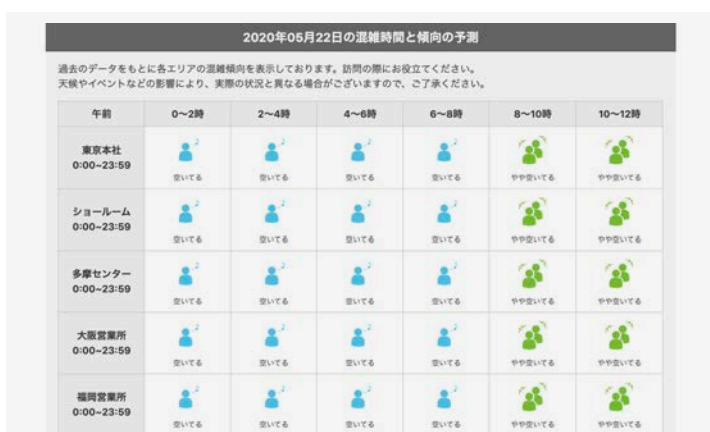 2020年05月22日の混雑時間と傾向の予測
過去のデータをもとに各エリアの混雑傾向を表示しております。訪問の際にお役立てください。
天候やイベントなどの影響により、実際の状況と異なる場合がございますので、ご了承ください。
午前 0〜2時 2〜4時 4〜6時 6〜8時 8〜10時 10〜12時
東京本社
0:00~23:59
空いてる 空いてる 空いてる 空いてる やや空いてる やや空いてる
ショールーム
0:00~23:59
空いてる 空いてる 空いてる 空いてる やや空いてる やや空いてる
多摩センター
0:00~23:59
空いてる 空いてる 空いてる 空いてる やや空いてる やや空いてる
大阪営業所
0:00~23:59
空いてる 空いてる 空いてる 空いてる やや空いてる やや空いてる
福岡営業所
0:00~23:59
空いてる 空いてる 空いてる 空いてる やや空いてる やや空いてる